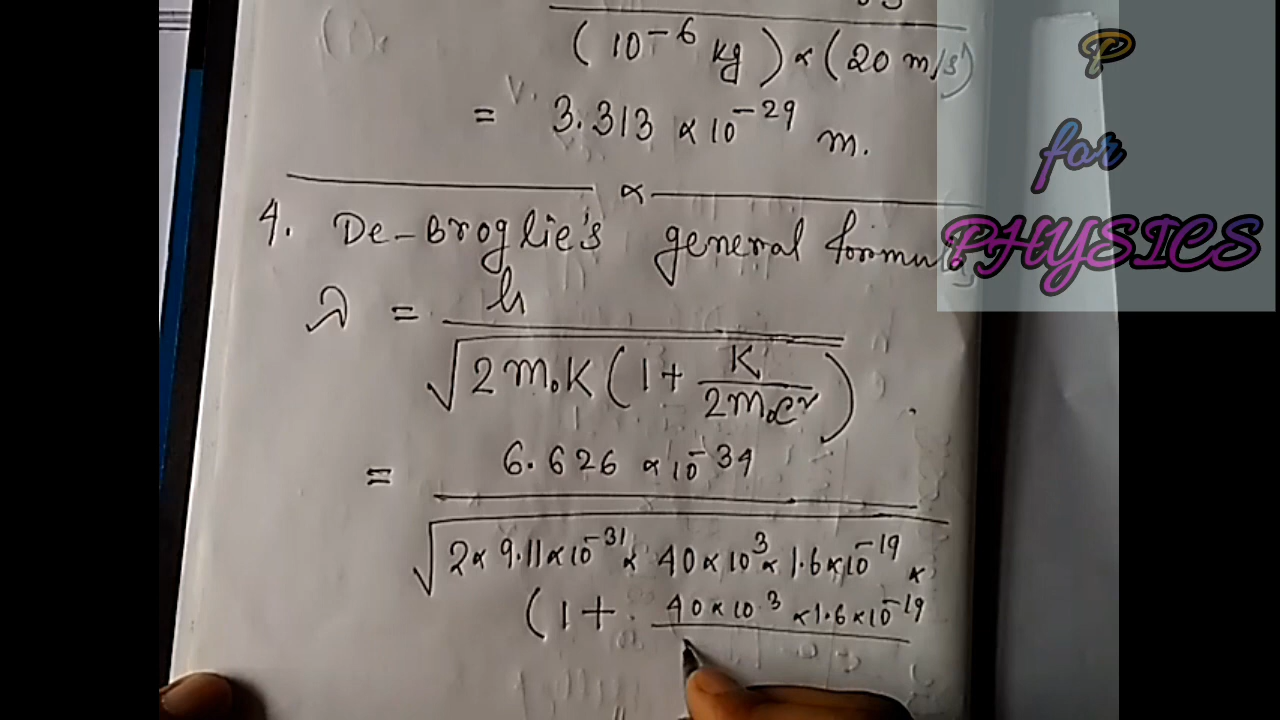 (10⁻⁶ kg) × (20 m/s)
= 3.313 × 10⁻²⁹ m.
×
4. De-Broglie's general formula
λ = h
√2m₀K(1 + K/2m₀c²)
= 6.626 × 10⁻³⁴
√2 × 9.11 × 10⁻³¹ × 40 × 10³ × 1.6 × 10⁻¹⁹ ×
(1 + 40 × 10³ × 1.6 × 10⁻¹⁹
P
for
PHYSICS